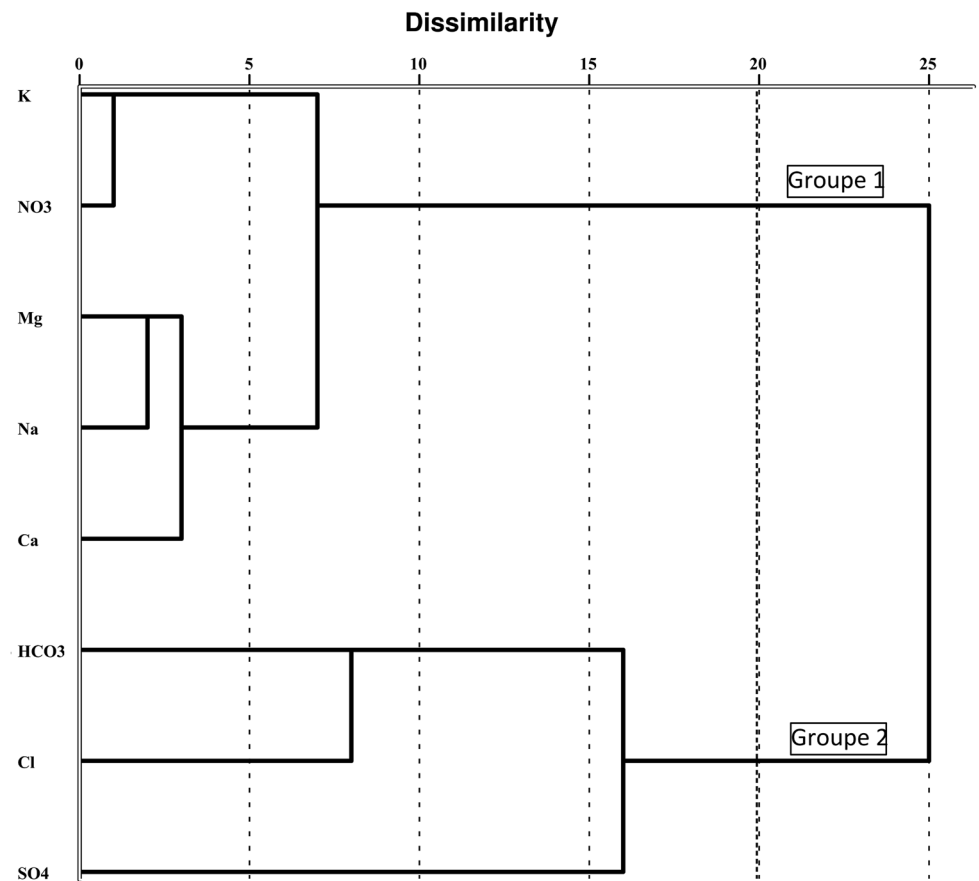 Dissimilarity
0 5 10 15 20 25
K
Groupe 1
NO3
Mg
Na
Ca
HCO3
Groupe 2
Cl
SO4